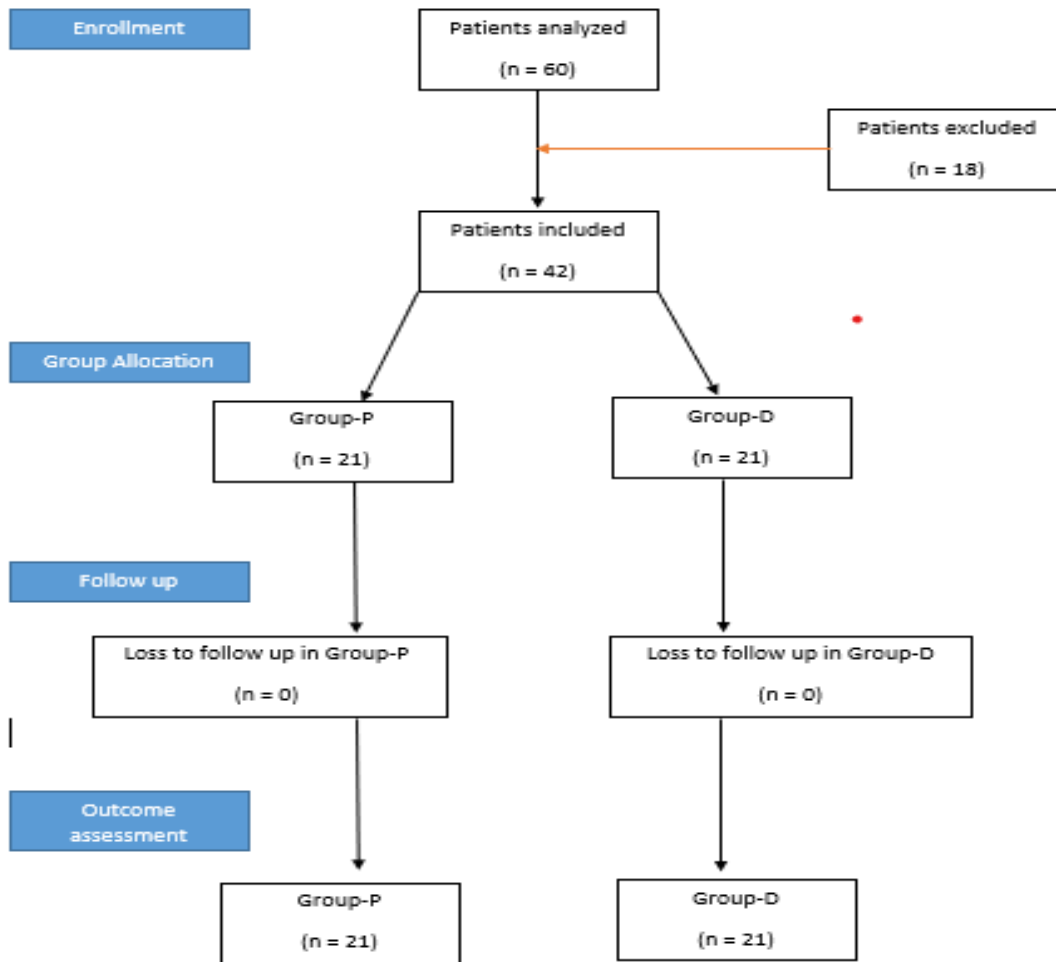 Enrollment
Patients analyzed
(n = 60)
Patients excluded
(n = 18)
Patients included
(n = 42)
Group Allocation
Group-P
(n = 21)
Group-D
(n = 21)
Follow up
Loss to follow up in Group-P
(n = 0)
Loss to follow up in Group-D
(n = 0)
Outcome
assessment
Group-P
(n = 21)
Group-D
(n = 21)